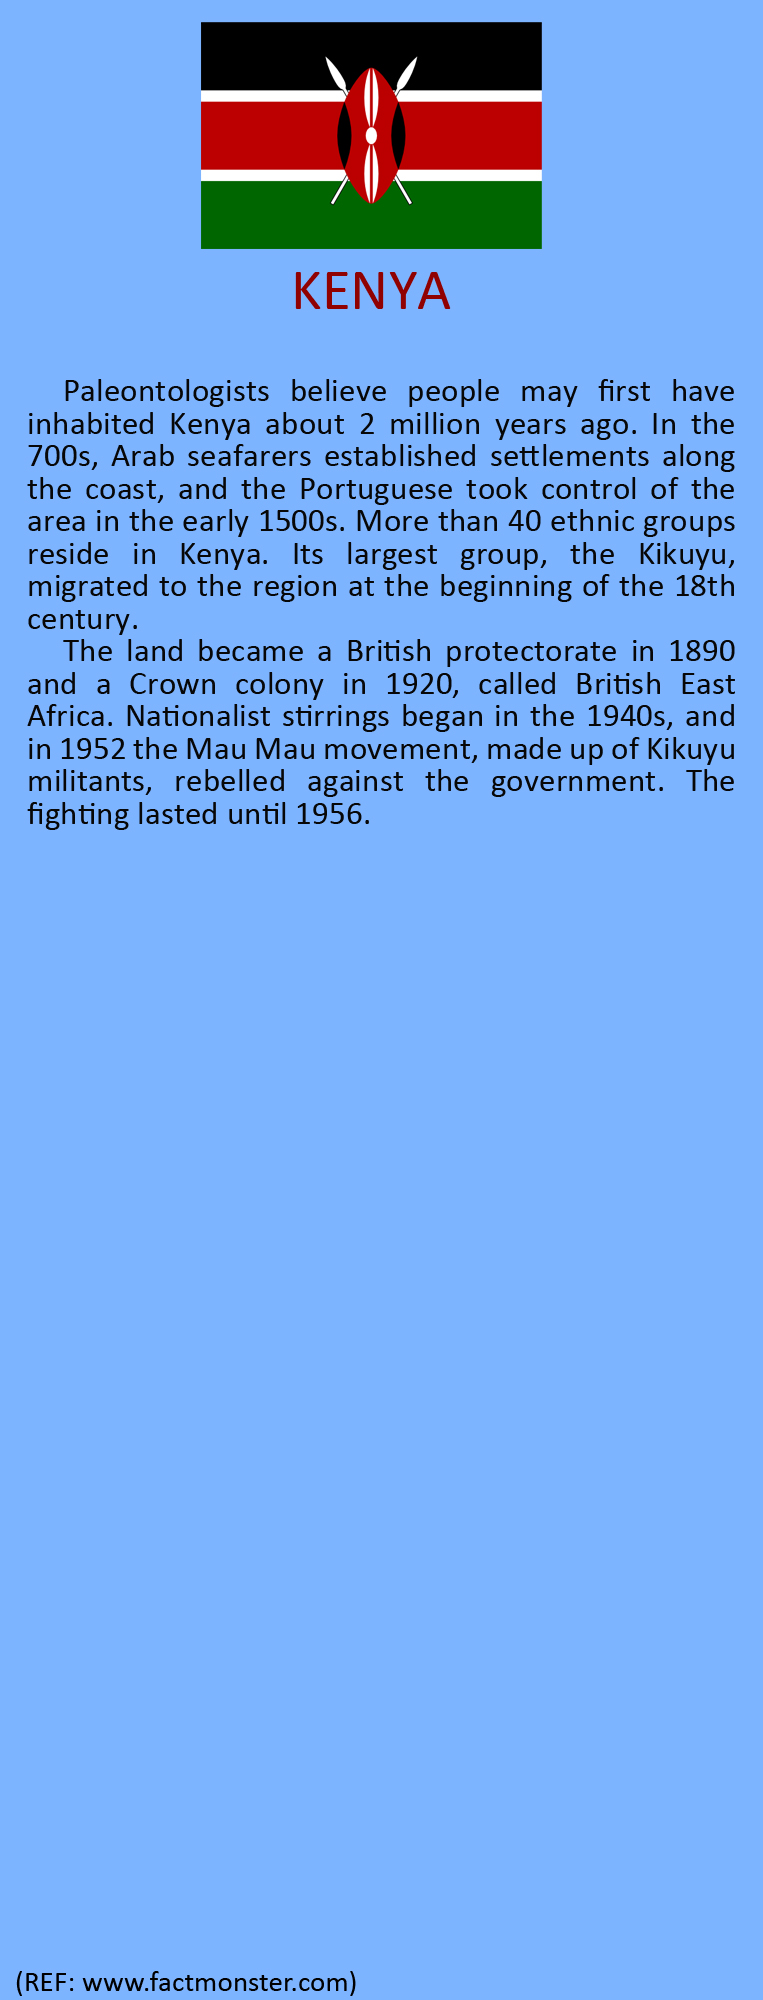 KENYA
Paleontologists believe people may first have
inhabited Kenya about 2 million years ago. In the
700s, Arab seafarers established settlements along
the coast, and the Portuguese took control of the
area in the early 1500s. More than 40 ethnic groups
reside in Kenya. Its largest group, the Kikuyu,
migrated to the region at the beginning of the 18th
century.
The land became a British protectorate in 1890
and a Crown colony in 1920, called British East
Africa. Nationalist stirrings began in the 1940s, and
in 1952 the Mau Mau movement, made up of Kikuyu
militants, rebelled against the government. The
fighting lasted until 1956.
(REF: www.factmonster.com)